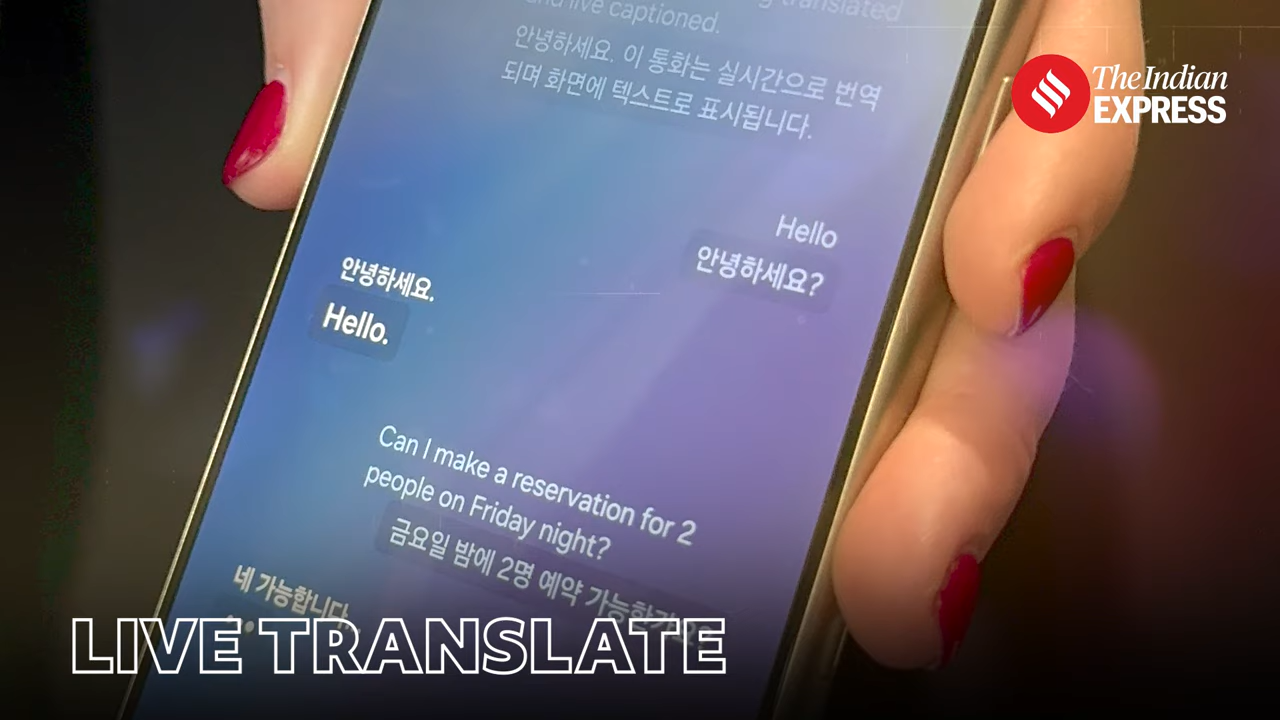 translated
and live captioned.
안녕하세요. 이 통화는 실시간으로 번역
되며 화면에 텍스트로 표시됩니다.
The Indian
EXPRESS
Hello
안녕하세요?
안녕하세요.
Hello.
Can I make a reservation for 2
people on Friday night?
금요일 밤에 2명 예약 가능한가요?
네 가능합니다.
LIVE TRANSLATE